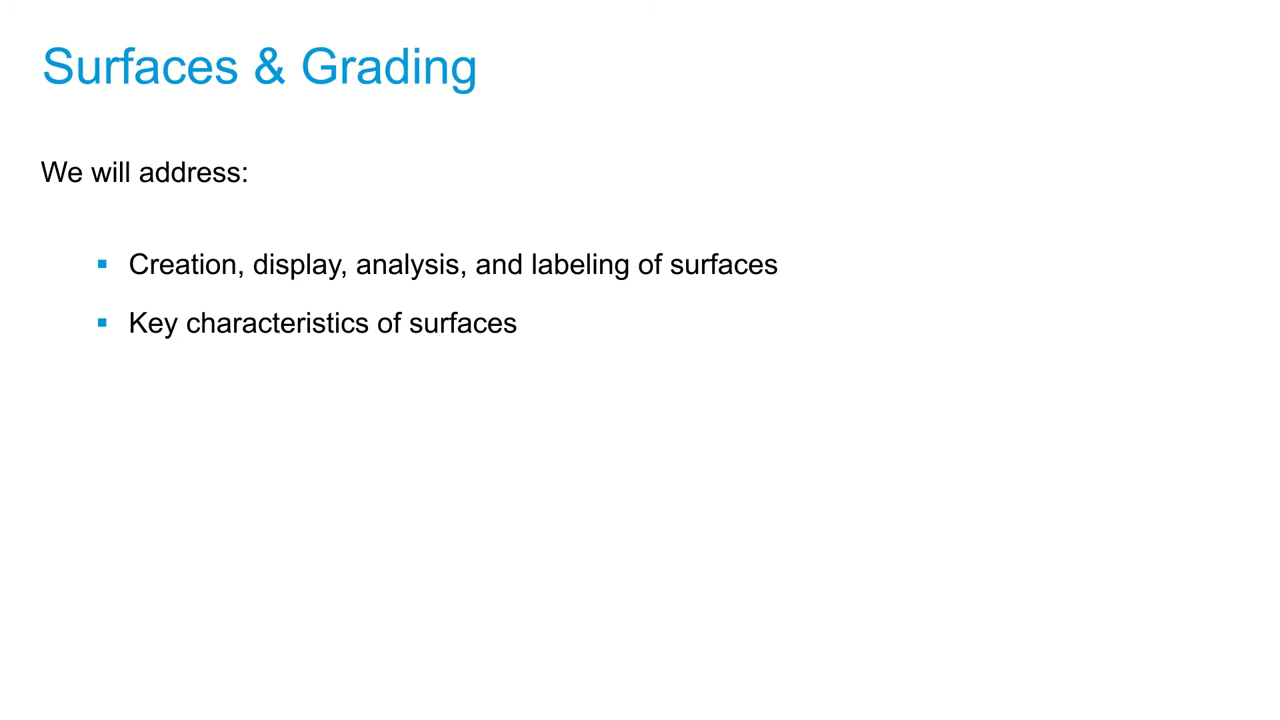 Surfaces & Grading
We will address:
▪ Creation, display, analysis, and labeling of surfaces
▪ Key characteristics of surfaces